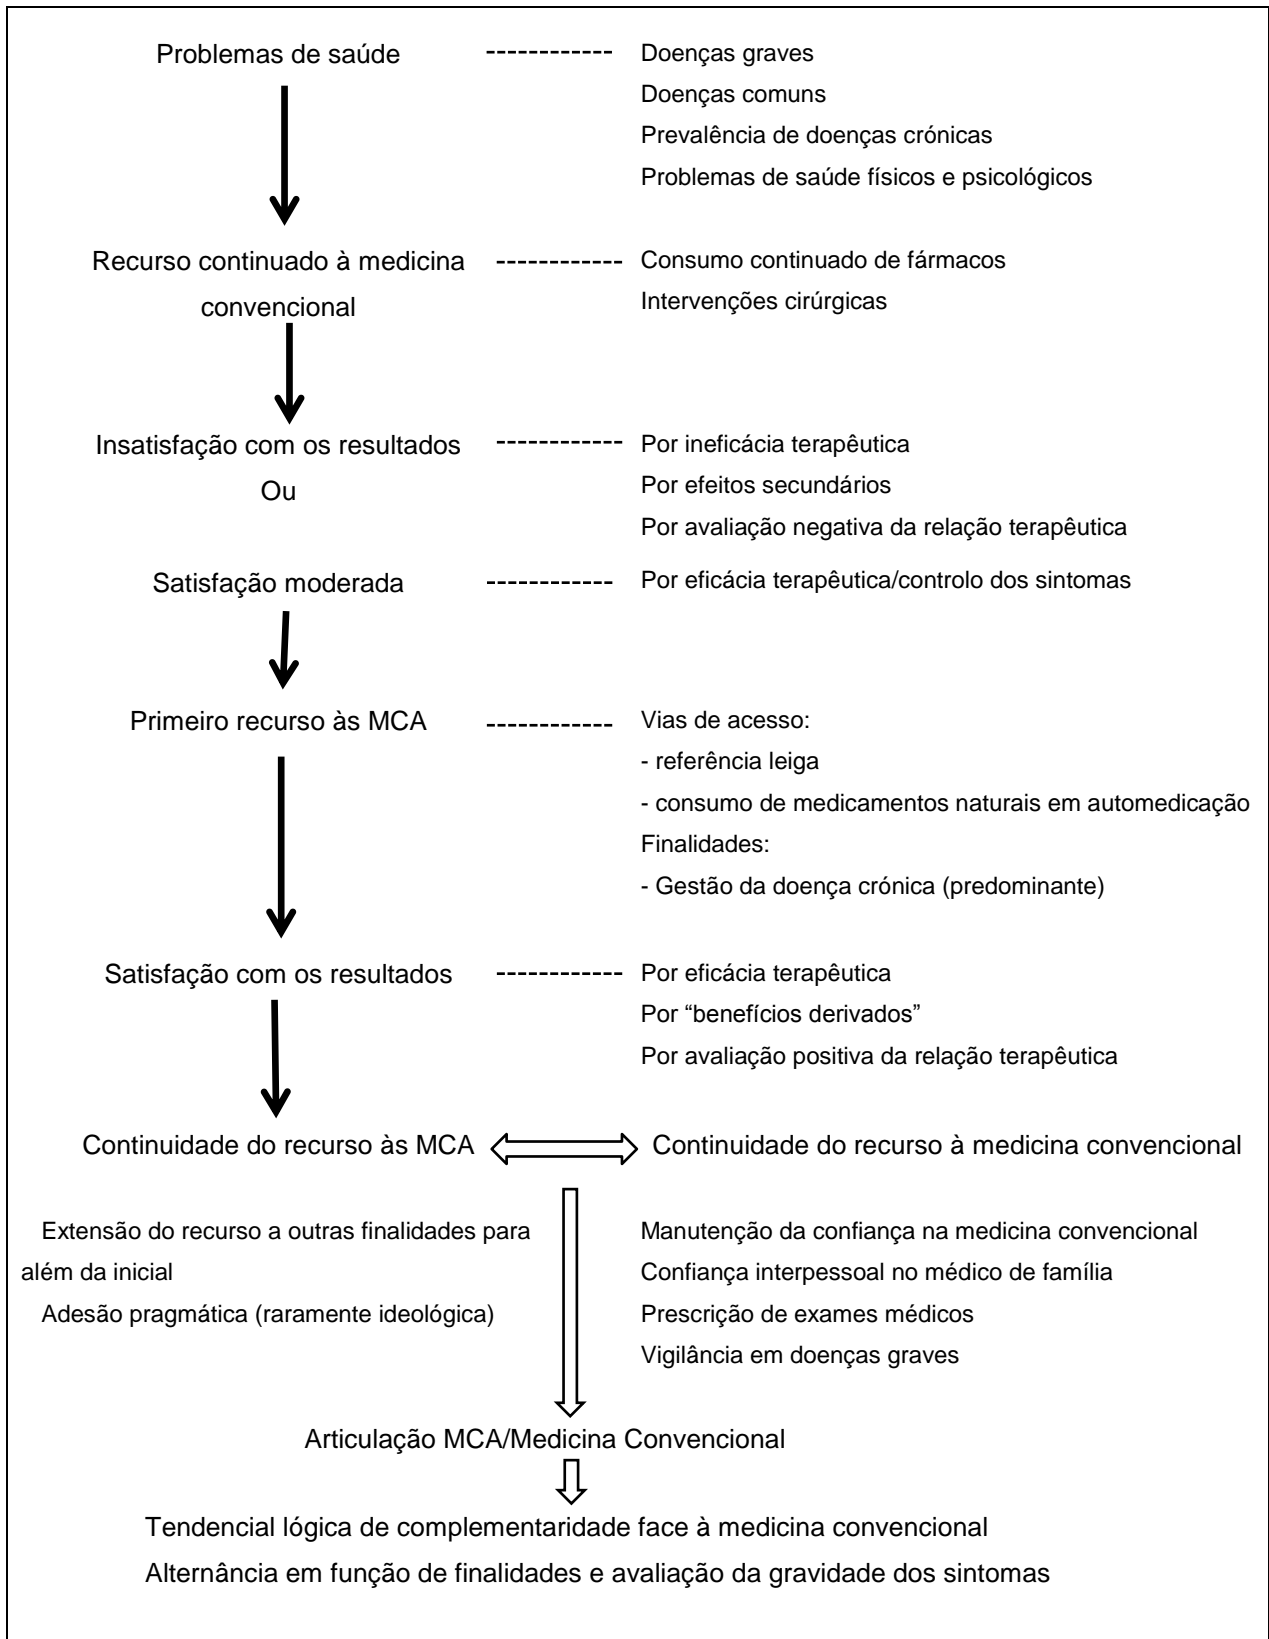 Problemas de saúde ------------ Doenças graves
Doenças comuns
Prevalência de doenças crónicas
Problemas de saúde físicos e psicológicos
Recurso continuado à medicina ------------ Consumo continuado de fármacos
convencional
Intervenções cirúrgicas
Insatisfação com os resultados ------------ Por ineficácia terapêutica
Ou
Por efeitos secundários
Por avaliação negativa da relação terapêutica
Satisfação moderada ------------ Por eficácia terapêutica/controlo dos sintomas
Primeiro recurso às MCA ------------ Vias de acesso:
- referência leiga
- consumo de medicamentos naturais em automedicação
Finalidades:
- Gestão da doença crónica (predominante)
Satisfação com os resultados ------------ Por eficácia terapêutica
Por “benefícios derivados”
Por avaliação positiva da relação terapêutica
Continuidade do recurso às MCA
Continuidade do recurso à medicina convencional
Extensão do recurso a outras finalidades para
além da inicial
Adesão pragmática (raramente ideológica)
Manutenção da confiança na medicina convencional
Confiança interpessoal no médico de família
Prescrição de exames médicos
Vigilância em doenças graves
Articulação MCA/Medicina Convencional
Tendencial lógica de complementaridade face à medicina convencional
Alternância em função de finalidades e avaliação da gravidade dos sintomas